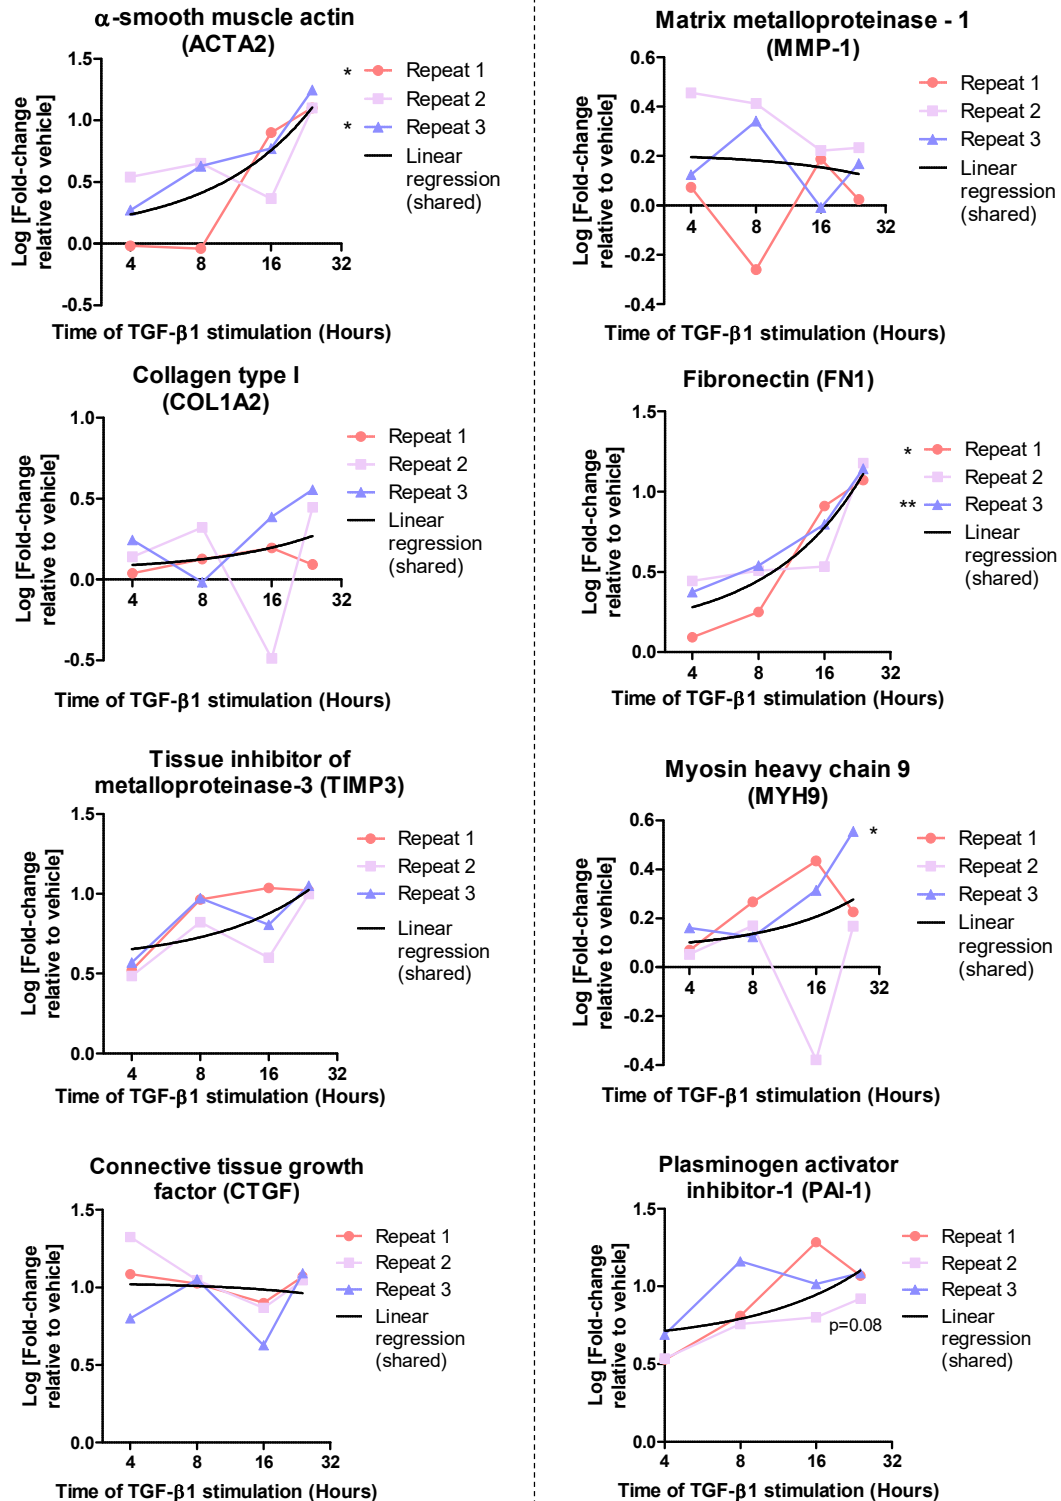 α-smooth muscle actin
(ACTA2)
Log [Fold-change
relative to vehicle]
1.5
1.0
0.5
0.0
-0.5
4
8
16
32
Time of TGF-β1 stimulation (Hours)
* Repeat 1
Repeat 2
* Repeat 3
Linear
regression
(shared)
Matrix metalloproteinase - 1
(MMP-1)
Log [Fold-change
relative to vehicle]
0.6
0.4
0.2
0.0
-0.2
-0.4
4
8
16
32
Time of TGF-β1 stimulation (Hours)
Repeat 1
Repeat 2
Repeat 3
Linear
regression
(shared)
Collagen type I
(COL1A2)
Log [Fold-change
relative to vehicle]
1.0
0.5
0.0
-0.5
4
8
16
32
Time of TGF-β1 stimulation (Hours)
Repeat 1
Repeat 2
Repeat 3
Linear
regression
(shared)
Fibronectin (FN1)
Log [Fold-change
relative to vehicle]
1.5
1.0
0.5
0.0
4
8
16
32
Time of TGF-β1 stimulation (Hours)
* Repeat 1
Repeat 2
** Repeat 3
Linear
regression
(shared)
Tissue inhibitor of
metalloproteinase-3 (TIMP3)
Log [Fold-change
relative to vehicle]
1.5
1.0
0.5
0.0
4
8
16
32
Time of TGF-β1 stimulation (Hours)
Repeat 1
Repeat 2
Repeat 3
Linear
regression
(shared)
Myosin heavy chain 9
(MYH9)
Log [Fold-change
relative to vehicle]
0.6
0.4
0.2
0.0
-0.2
-0.4
4
8
16
32
*
Time of TGF-β1 stimulation (Hours)
Repeat 1
Repeat 2
Repeat 3
Linear
regression
(shared)
Connective tissue growth
factor (CTGF)
Log [Fold-change
relative to vehicle]
1.5
1.0
0.5
0.0
4
8
16
32
Time of TGF-β1 stimulation (Hours)
Repeat 1
Repeat 2
Repeat 3
Linear
regression
(shared)
Plasminogen activator
inhibitor-1 (PAI-1)
Log [Fold-change
relative to vehicle]
1.5
1.0
0.5
0.0
4
8
16
32
p=0.08
Time of TGF-β1 stimulation (Hours)
Repeat 1
Repeat 2
Repeat 3
Linear
regression
(shared)